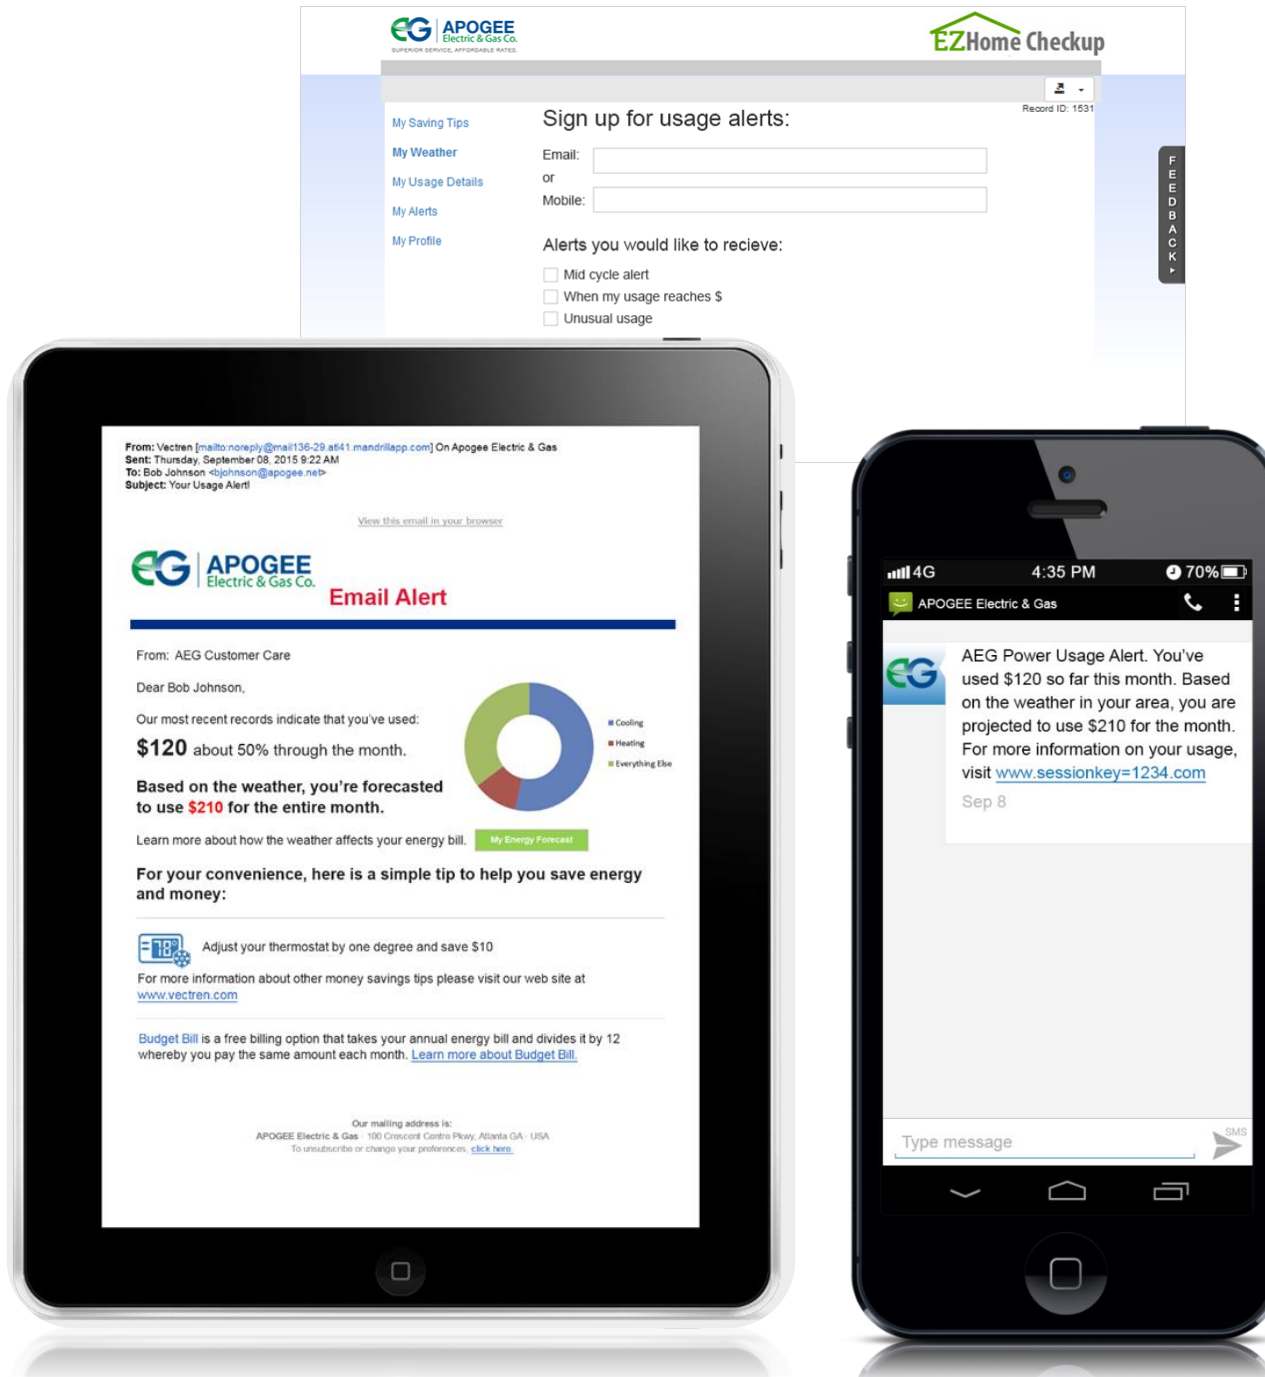 APOGEE
Electric & Gas Co.
SUPERIOR SERVICE, AFFORDABLE RATES.
EZHome Checkup
Record ID: 1531
My Saving Tips
My Weather
My Usage Details
My Alerts
My Profile
Sign up for usage alerts:
Email:
or
Mobile:
Alerts you would like to recieve:
Mid cycle alert
When my usage reaches $
Unusual usage
FEEDBACK
From: Vectren [mailto:noreply@mail136-29.atl41.mandrillapp.com] On Apogee Electric & Gas
Sent: Thursday, September 08, 2015 9:22 AM
To: Bob Johnson <bjohnson@apogee.net>
Subject: Your Usage Alert!
View this email in your browser
APOGEE
Electric & Gas Co.
Email Alert
From: AEG Customer Care
Dear Bob Johnson,
Our most recent records indicate that you've used:
$120 about 50% through the month.
Based on the weather, you're forecasted
to use $210 for the entire month.
Cooling
Heating
Everything Else
Learn more about how the weather affects your energy bill.
My Energy Forecast
For your convenience, here is a simple tip to help you save energy
and money:
78°
Adjust your thermostat by one degree and save $10
For more information about other money savings tips please visit our web site at
www.vectren.com
Budget Bill is a free billing option that takes your annual energy bill and divides it by 12
whereby you pay the same amount each month. Learn more about Budget Bill.
Our mailing address is:
APOGEE Electric & Gas · 100 Crescent Centre Pkwy, Atlanta GA · USA
To unsubscribe or change your preferences, click here.
4G
4:35 PM
70%
APOGEE Electric & Gas
AEG Power Usage Alert. You've
used $120 so far this month. Based
on the weather in your area, you are
projected to use $210 for the month.
For more information on your usage,
visit www.sessionkey=1234.com
Sep 8
Type message
SMS